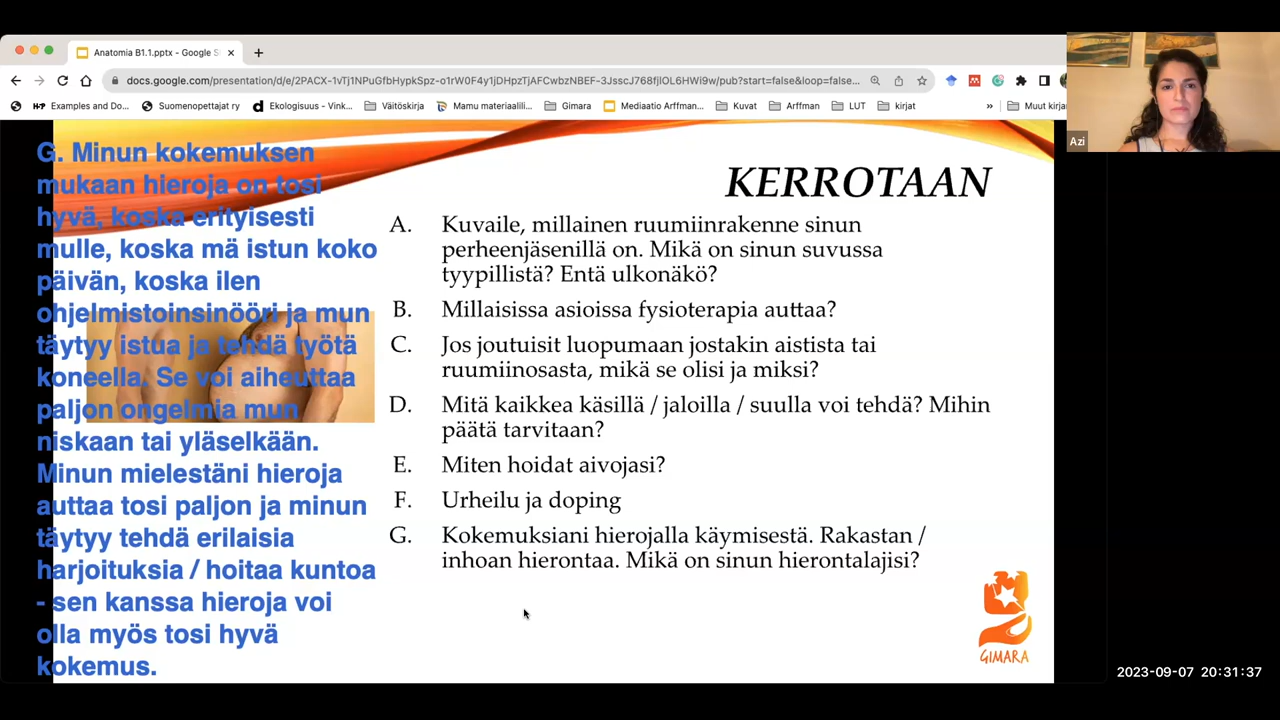 Anatomia B1.1.pptx - Google S
docs.google.com/presentation/d/e/2PACX-1vTj1NPuGfbHypkSpz-o1rW0F4y1jDHpzTjAFCwbzNBEF-3JsscJ768fjlOL6HWi9w/pub?start=false&loop=false...
Examples and Do...
Suomenopettajat ry
Ekologisuus - Vink...
Väitöskirja
Mamu materiaalili...
Gimara
Mediaatio Arffman...
Kuvat
Arffman
LUT
kirjat
»
Muut kirja
Azi
G. Minun kokemuksen
mukaan hieroja on tosi
hyvä, koska erityisesti
mulle, koska mä istun koko
päivän, koska ilen
ohjelmistoinsinööri ja mun
täytyy istua ja tehdä työtä
koneella. Se voi aiheuttaa
paljon ongelmia mun
niskaan tai yläselkään.
Minun mielestäni hieroja
auttaa tosi paljon ja minun
täytyy tehdä erilaisia
harjoituksia / hoitaa kuntoa
- sen kanssa hieroja voi
olla myös tosi hyvä
kokemus.
KERROTAAN
A. Kuvaile, millainen ruumiinrakenne sinun
perheenjäsenillä on. Mikä on sinun suvussa
tyypillistä? Entä ulkonäkö?
B. Millaisissa asioissa fysioterapia auttaa?
C. Jos joutuisit luopumaan jostakin aistista tai
ruumiinosasta, mikä se olisi ja miksi?
D. Mitä kaikkea käsillä / jaloilla / suulla voi tehdä? Mihin
päätä tarvitaan?
E. Miten hoidat aivojasi?
F. Urheilu ja doping
G. Kokemuksiani hierojalla käymisestä. Rakastan /
inhoan hierontaa. Mikä on sinun hierontalajisi?
GIMARA
2023-09-07 20:31:37